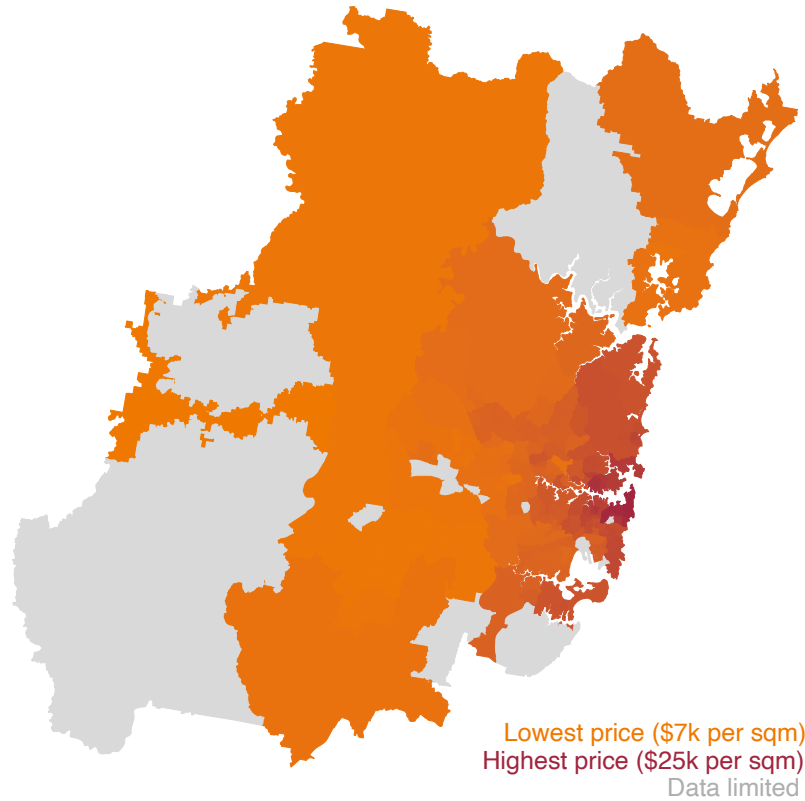 Lowest price ($7k per sqm)
Highest price ($25k per sqm)
Data limited